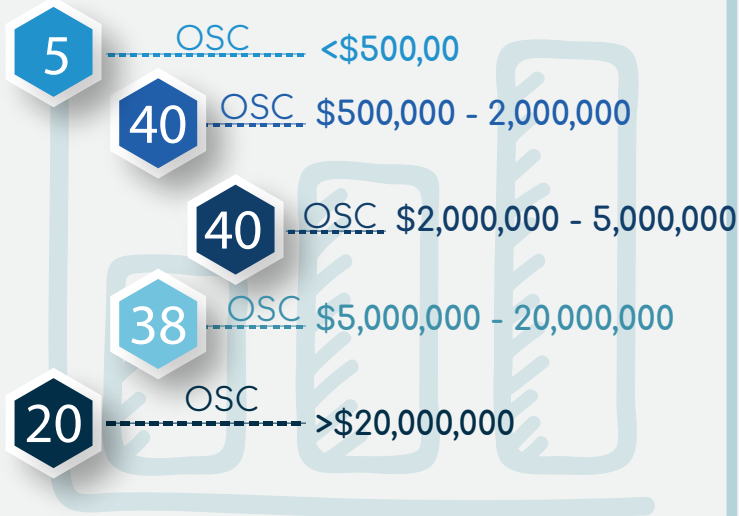 5 OSC <$500,00
40 OSC $500,000 - 2,000,000
40 OSC $2,000,000 - 5,000,000
38 OSC $5,000,000 - 20,000,000
20 OSC >$20,000,000